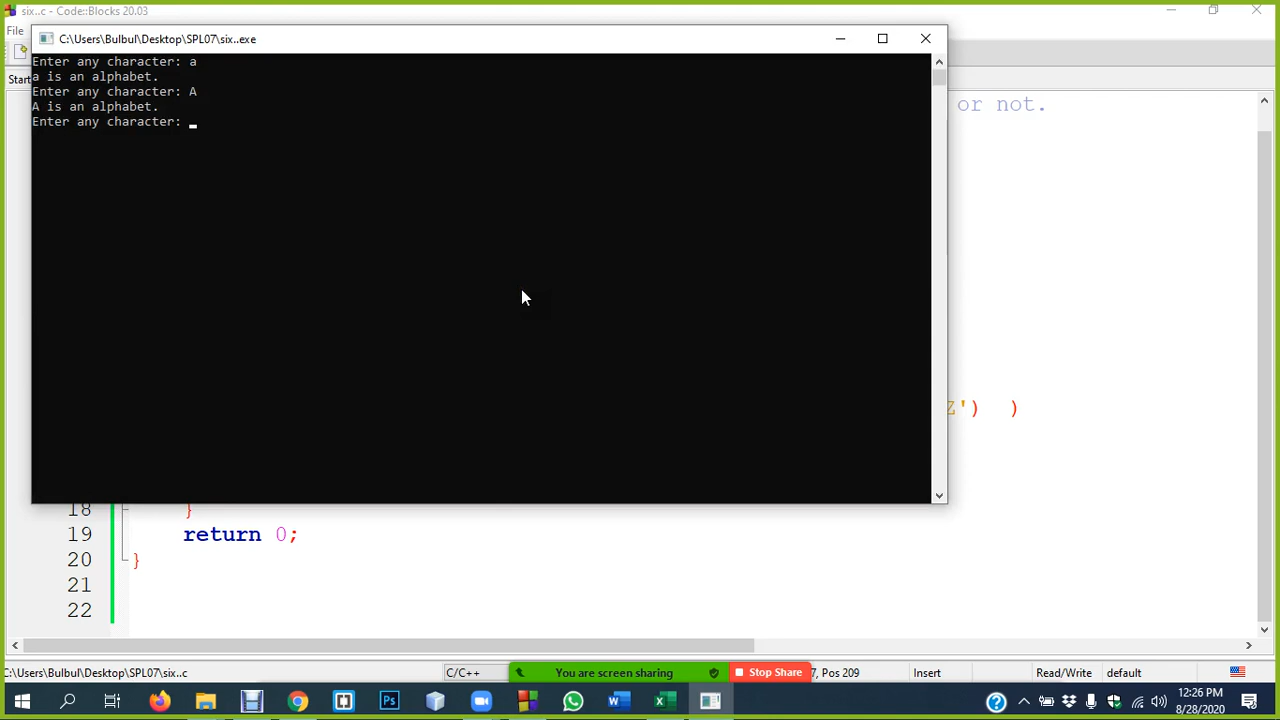 six..c - Code::Blocks 20.03
File
C:\Users\Bulbul\Desktop\SPL07\six..exe
Start
Enter any character: a
a is an alphabet.
Enter any character: A
A is an alphabet.
Enter any character:
or not.
Z') )
18 }
19 return 0;
20 }
21
22
C:\Users\Bulbul\Desktop\SPL07\six..c
C/C++
You are screen sharing
Stop Share
7, Pos 209
Insert
Read/Write
default
12:26 PM
8/28/2020